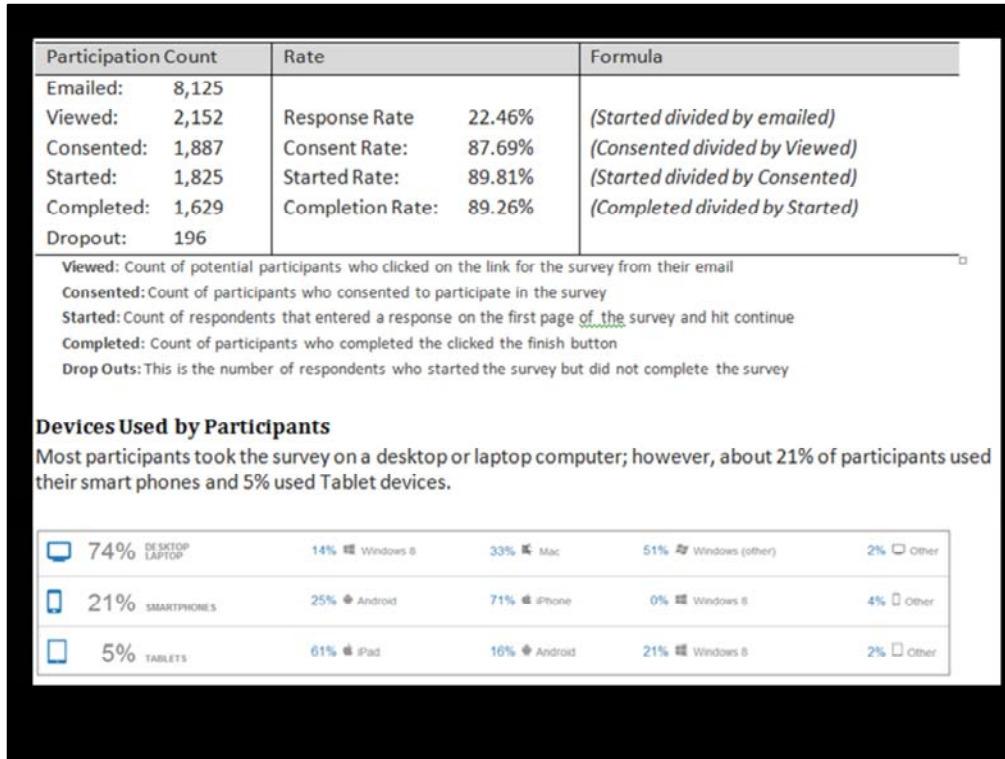 Participation Count Rate Formula
Emailed: 8,125
Viewed: 2,152 Response Rate 22.46% (Started divided by emailed)
Consented: 1,887 Consent Rate: 87.69% (Consented divided by Viewed)
Started: 1,825 Started Rate: 89.81% (Started divided by Consented)
Completed: 1,629 Completion Rate: 89.26% (Completed divided by Started)
Dropout: 196
Viewed: Count of potential participants who clicked on the link for the survey from their email
Consented: Count of participants who consented to participate in the survey
Started: Count of respondents that entered a response on the first page of the survey and hit continue
Completed: Count of participants who completed the clicked the finish button
Drop Outs: This is the number of respondents who started the survey but did not complete the survey
Devices Used by Participants
Most participants took the survey on a desktop or laptop computer; however, about 21% of participants used
their smart phones and 5% used Tablet devices.
74% DESKTOP LAPTOP 14% Windows 8 33% Mac 51% Windows (other) 2% Other
21% SMARTPHONES 25% Android 71% iPhone 0% Windows 8 4% Other
5% TABLETS 61% iPad 16% Android 21% Windows 8 2% Other